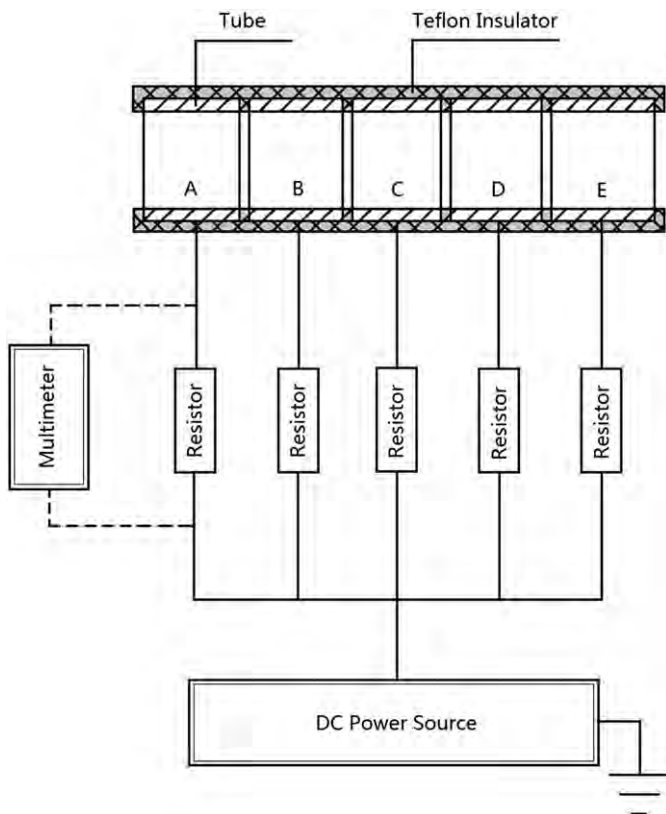 Tube
Teflon Insulator
A
B
C
D
E
Multimeter
Resistor
Resistor
Resistor
Resistor
Resistor
DC Power Source